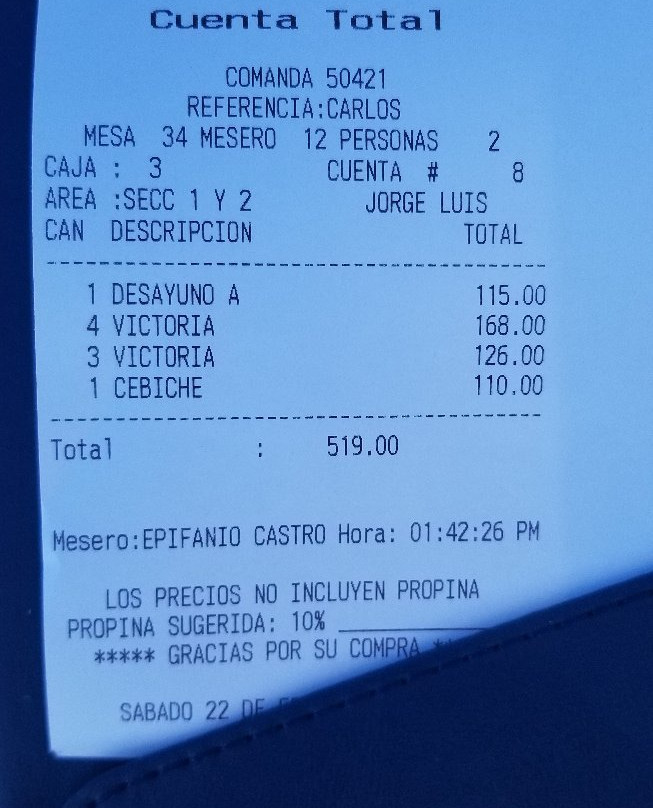 Cuenta Total
COMANDA 50421
REFERENCIA:CARLOS
MESA 34 MESERO 12 PERSONAS 2
CAJA : 3 CUENTA # 8
AREA :SECC 1 Y 2 JORGE LUIS
CAN DESCRIPCION TOTAL
1 DESAYUNO A 115.00
4 VICTORIA 168.00
3 VICTORIA 126.00
1 CEBICHE 110.00
Total : 519.00
Mesero:EPIFANIO CASTRO Hora: 01:42:26 PM
LOS PRECIOS NO INCLUYEN PROPINA
PROPINA SUGERIDA: 10% ___________
***** GRACIAS POR SU COMPRA *
SABADO 22 DE